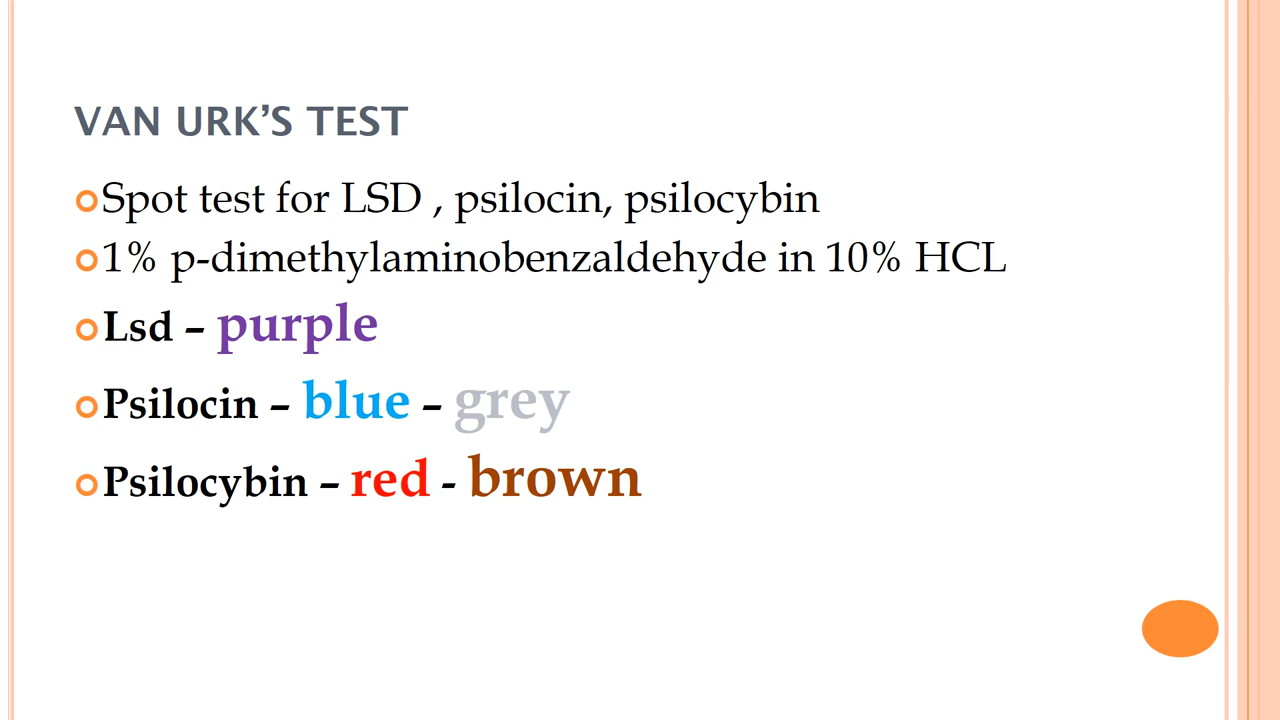 VAN URK’S TEST
Spot test for LSD , psilocin, psilocybin
1% p-dimethylaminobenzaldehyde in 10% HCL
Lsd – purple
Psilocin – blue – grey
Psilocybin – red - brown